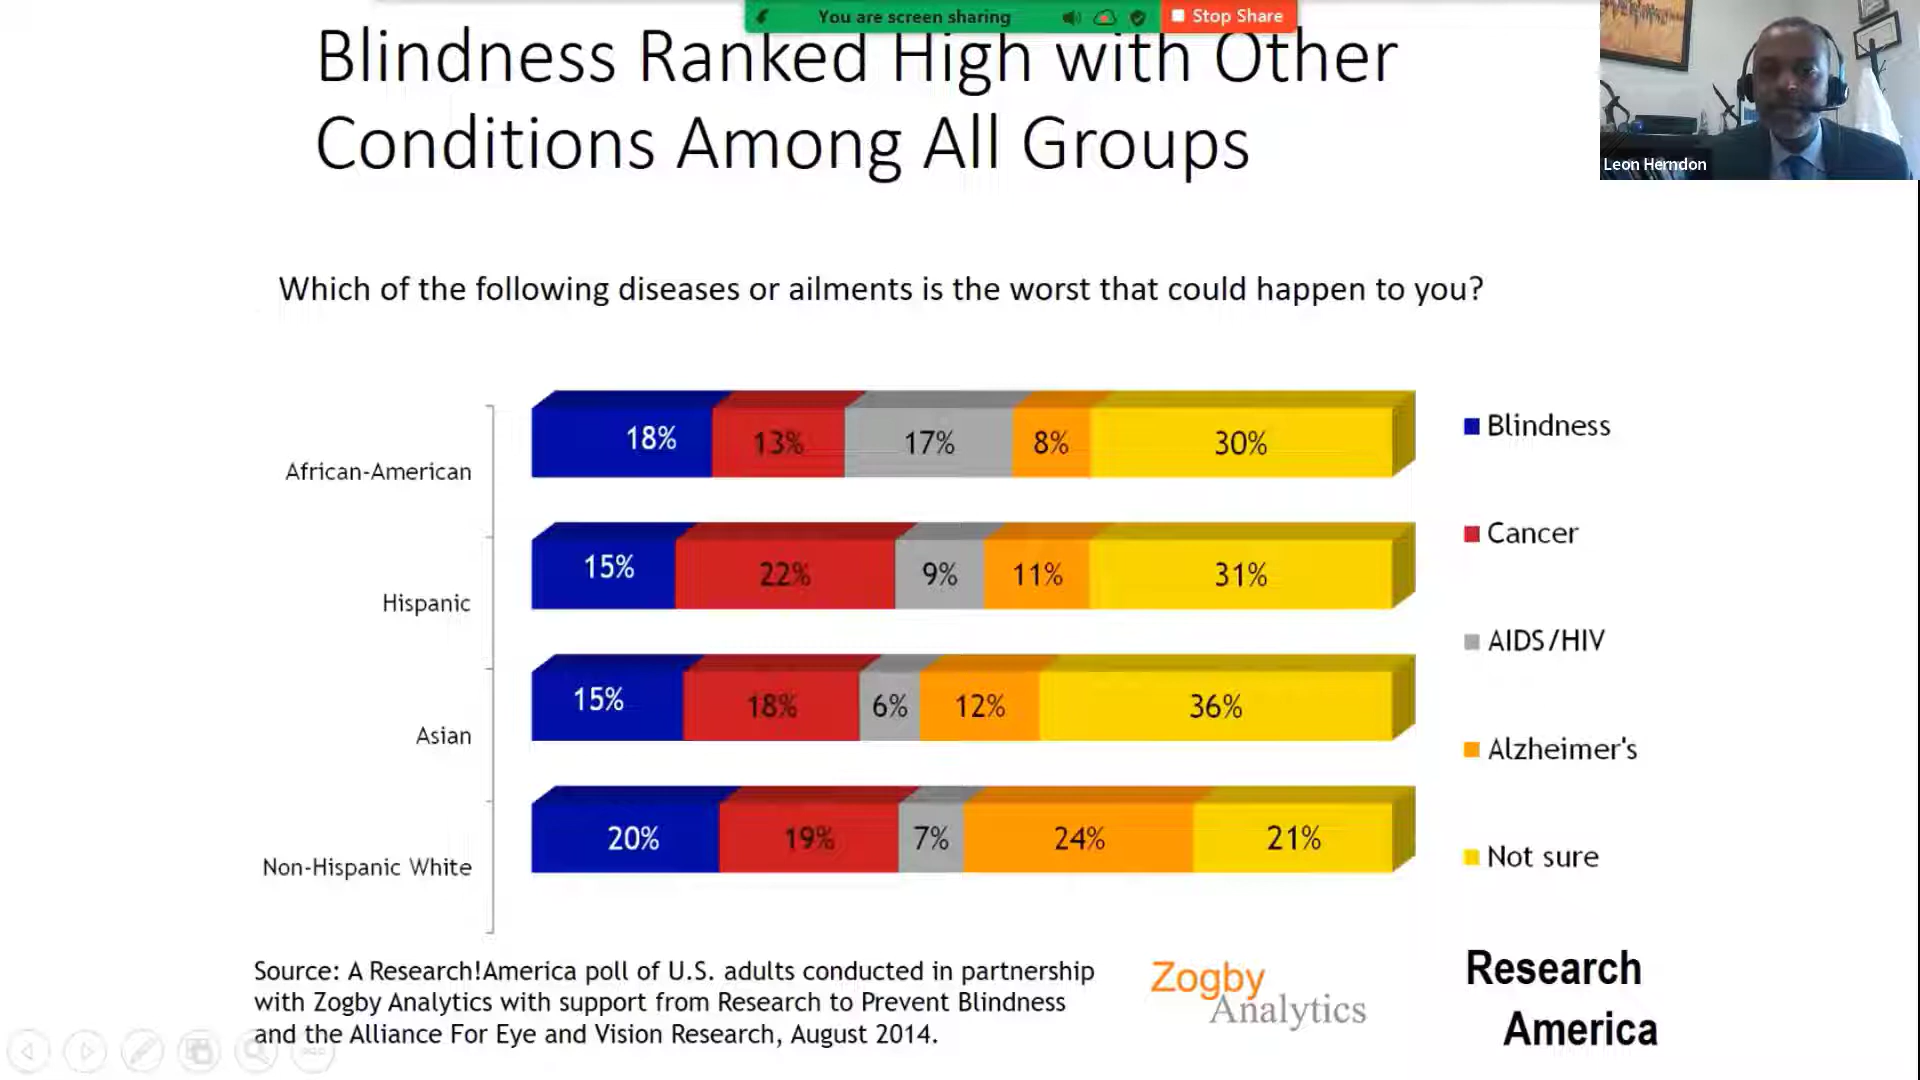 You are screen sharing
Stop Share
Blindness Ranked High with Other
Conditions Among All Groups
Leon Herndon
Which of the following diseases or ailments is the worst that could happen to you?
African-American
18%
13%
17%
8%
30%
Hispanic
15%
22%
9%
11%
31%
Asian
15%
18%
6%
12%
36%
Non-Hispanic White
20%
19%
7%
24%
21%
Blindness
Cancer
AIDS/HIV
Alzheimer's
Not sure
Source: A Research!America poll of U.S. adults conducted in partnership
with Zogby Analytics with support from Research to Prevent Blindness
and the Alliance For Eye and Vision Research, August 2014.
Zogby
Analytics
Research
America